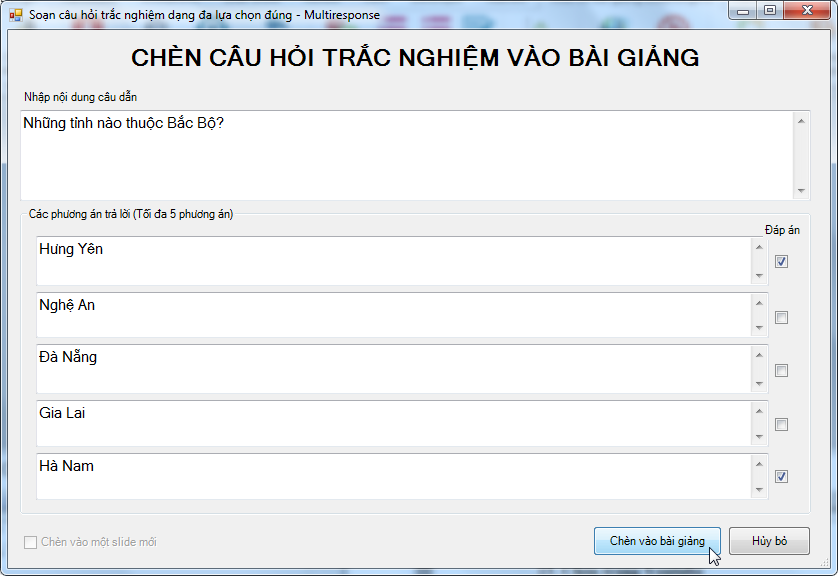 Soạn câu hỏi trắc nghiệm dạng đa lựa chọn đúng - Multiresponse
CHÈN CÂU HỎI TRẮC NGHIỆM VÀO BÀI GIẢNG
Nhập nội dung câu dẫn
Những tỉnh nào thuộc Bắc Bộ?
Các phương án trả lời (Tối đa 5 phương án)
Đáp án
Hưng Yên
Nghệ An
Đà Nẵng
Gia Lai
Hà Nam
Chèn vào một slide mới
Chèn vào bài giảng
Hủy bỏ